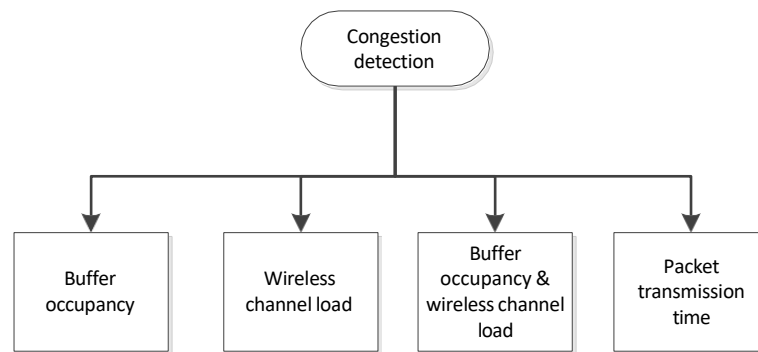 Congestion
detection
Buffer
occupancy
Wireless
channel load
Buffer
occupancy &
wireless channel
load
Packet
transmission
time